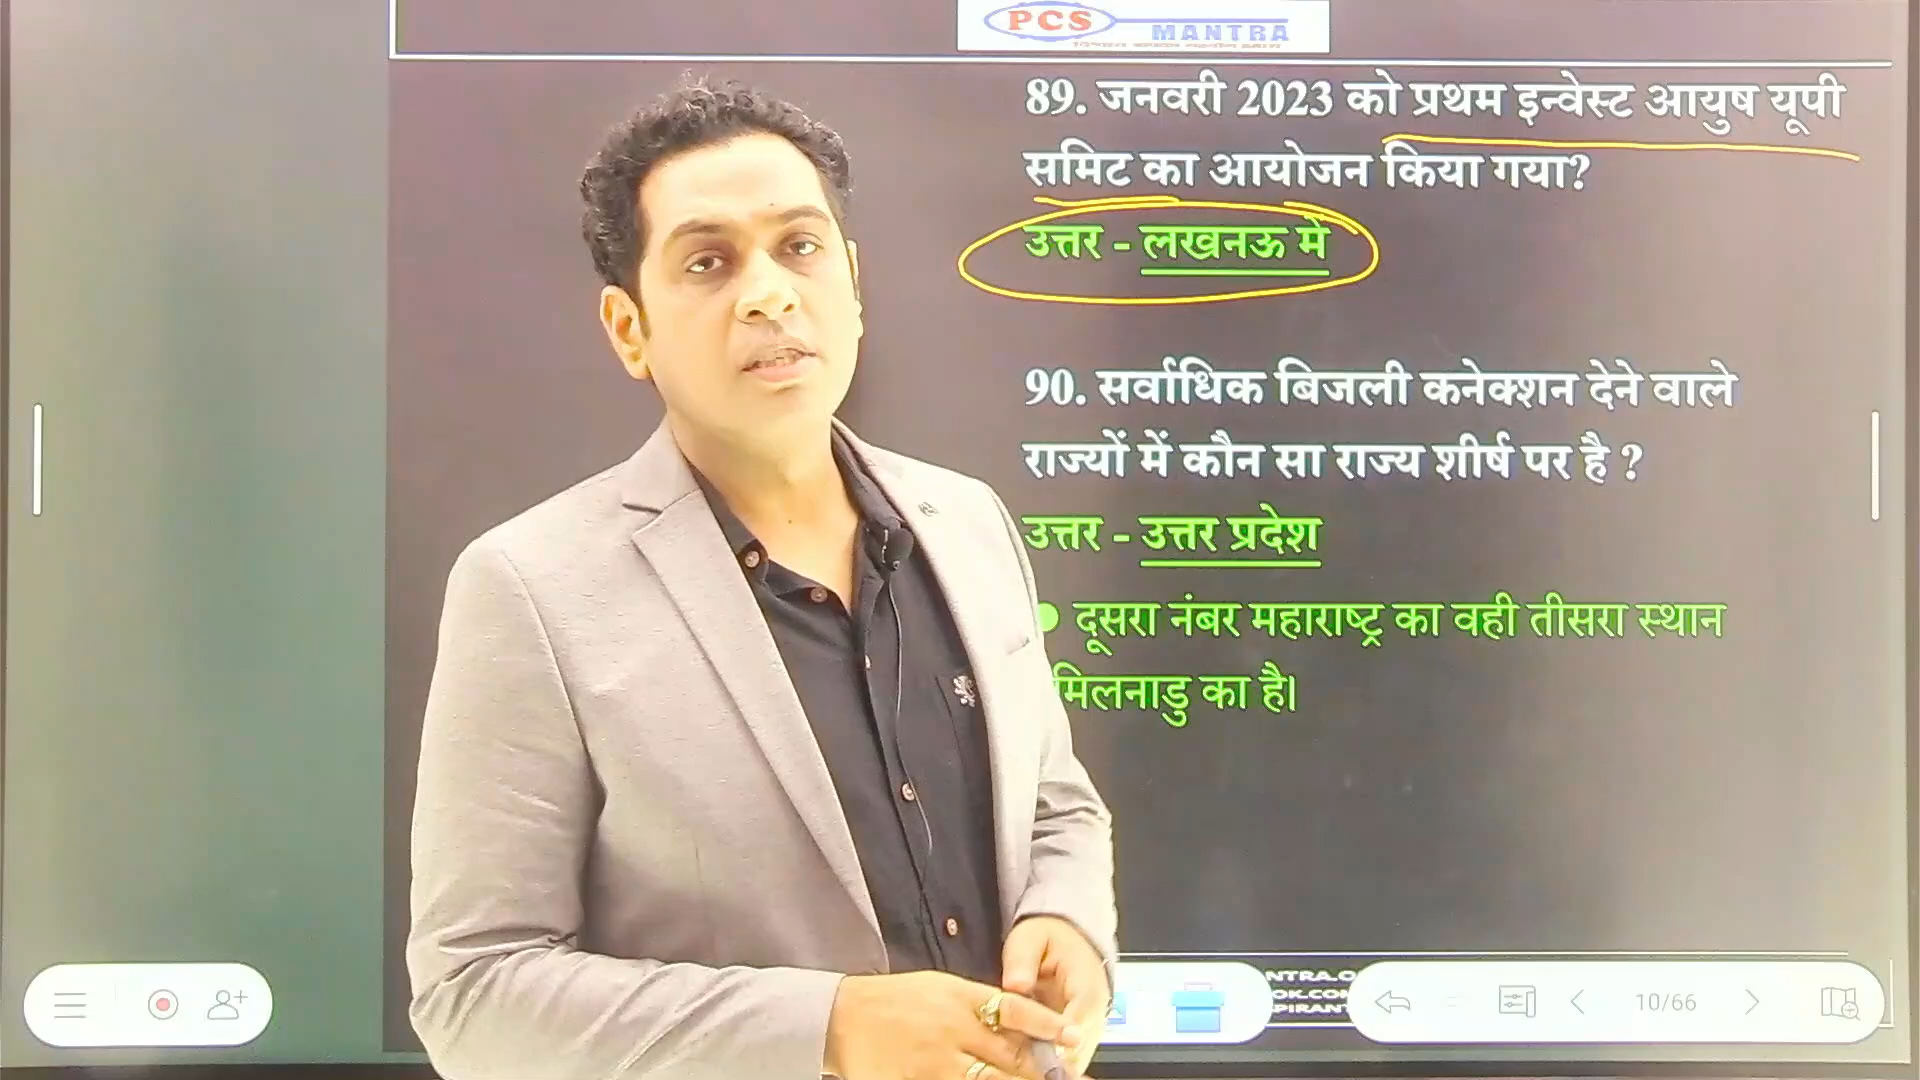 PCS
MANTRA
89. जनवरी 2023 को प्रथम इन्वेस्ट आयुष यूपी
समिट का आयोजन किया गया?
उत्तर - लखनऊ में
90. सर्वाधिक बिजली कनेक्शन देने वाले
राज्यों में कौन सा राज्य शीर्ष पर है ?
उत्तर - उत्तर प्रदेश
● दूसरा नंबर महाराष्ट्र का वही तीसरा स्थान
मिलनाडु का है।
10/66